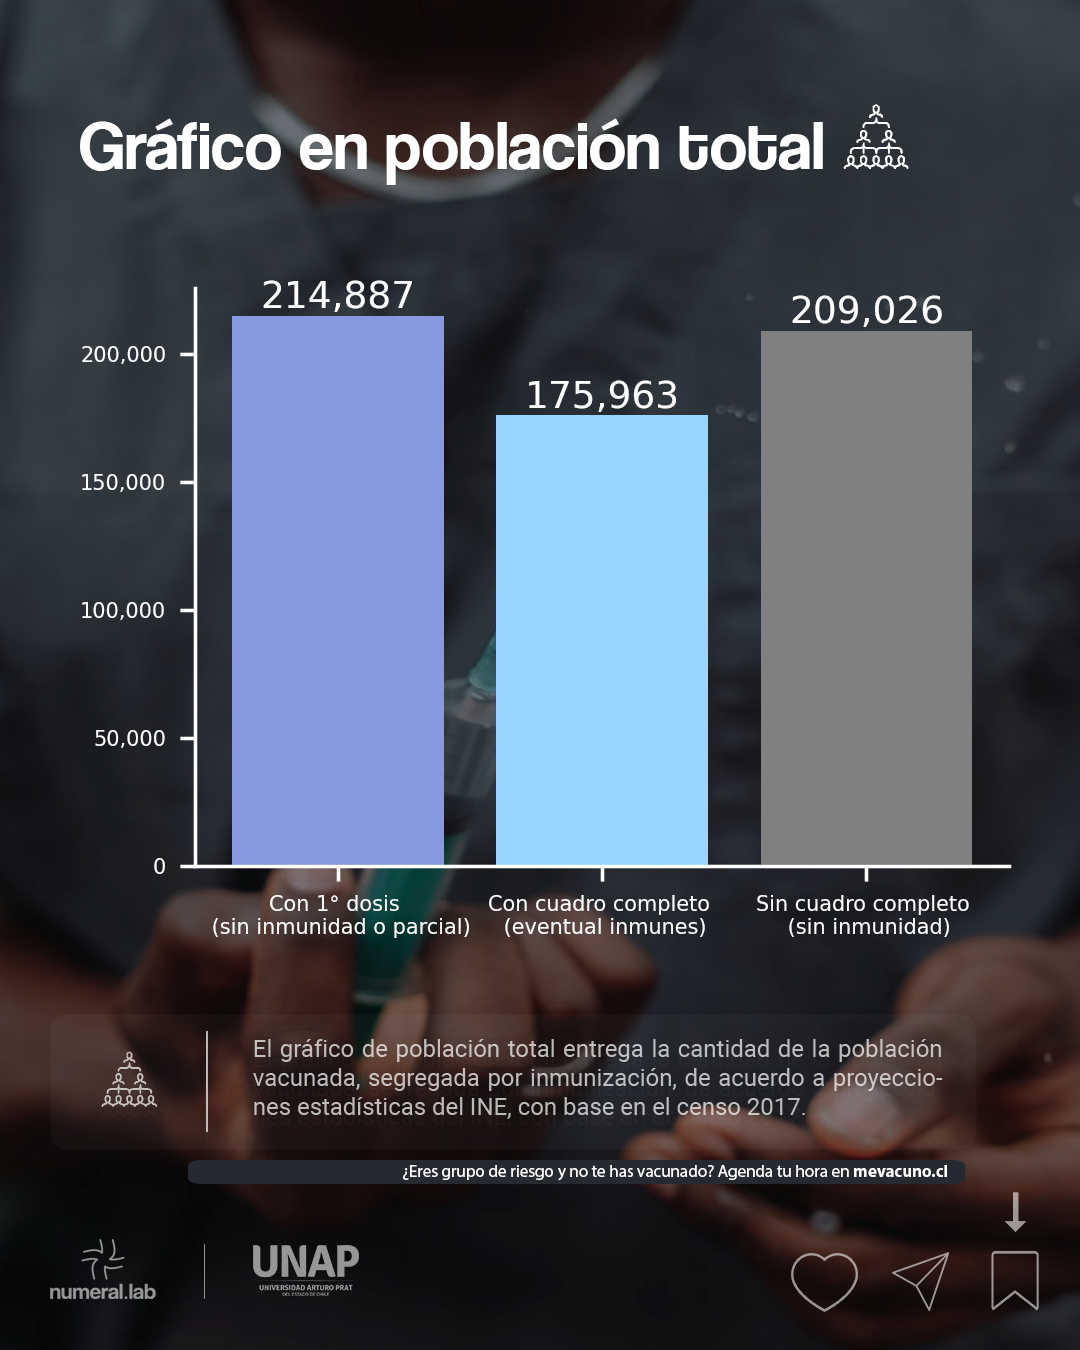 Gráfico en población total
214,887
175,963
209,026
200,000
150,000
100,000
50,000
0
Con 1° dosis
(sin inmunidad o parcial)
Con cuadro completo
(eventual inmunes)
Sin cuadro completo
(sin inmunidad)
El gráfico de población total entrega la cantidad de la población
vacunada, segregada por inmunización, de acuerdo a proyeccio-
nes estadísticas del INE, con base en el censo 2017.
¿Eres grupo de riesgo y no te has vacunado? Agenda tu hora en mevacuno.cl
numeral.lab
UNAP
UNIVERSIDAD ARTURO PRAT
DEL ESTADO DE CHILE